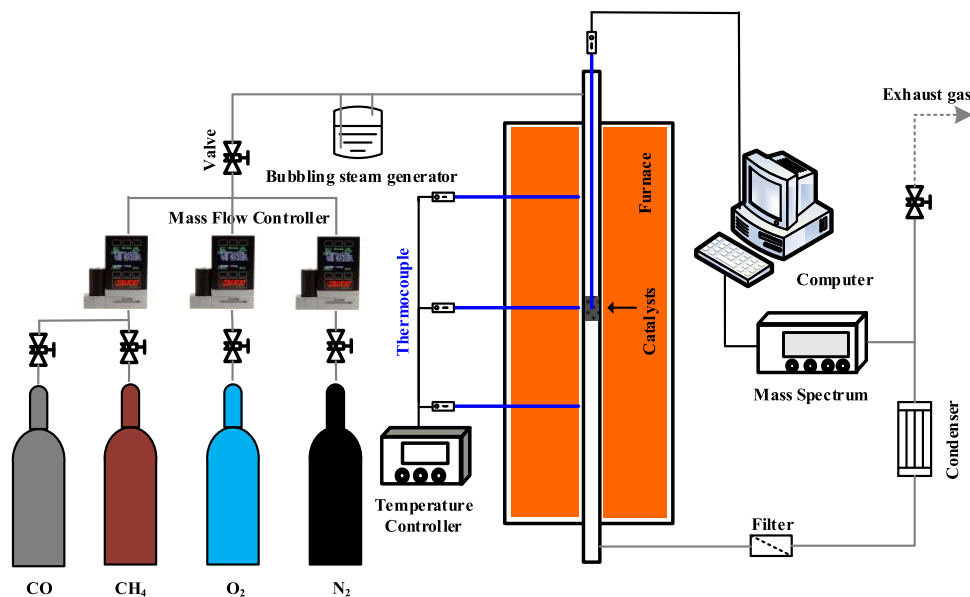 Exhaust gas
Valve
Bubbling steam generator
Mass Flow Controller
Furnace
Thermocouple
Computer
Catalysts
Mass Spectrum
Condenser
Temperature
Controller
Filter
CO
CH₄
O₂
N₂